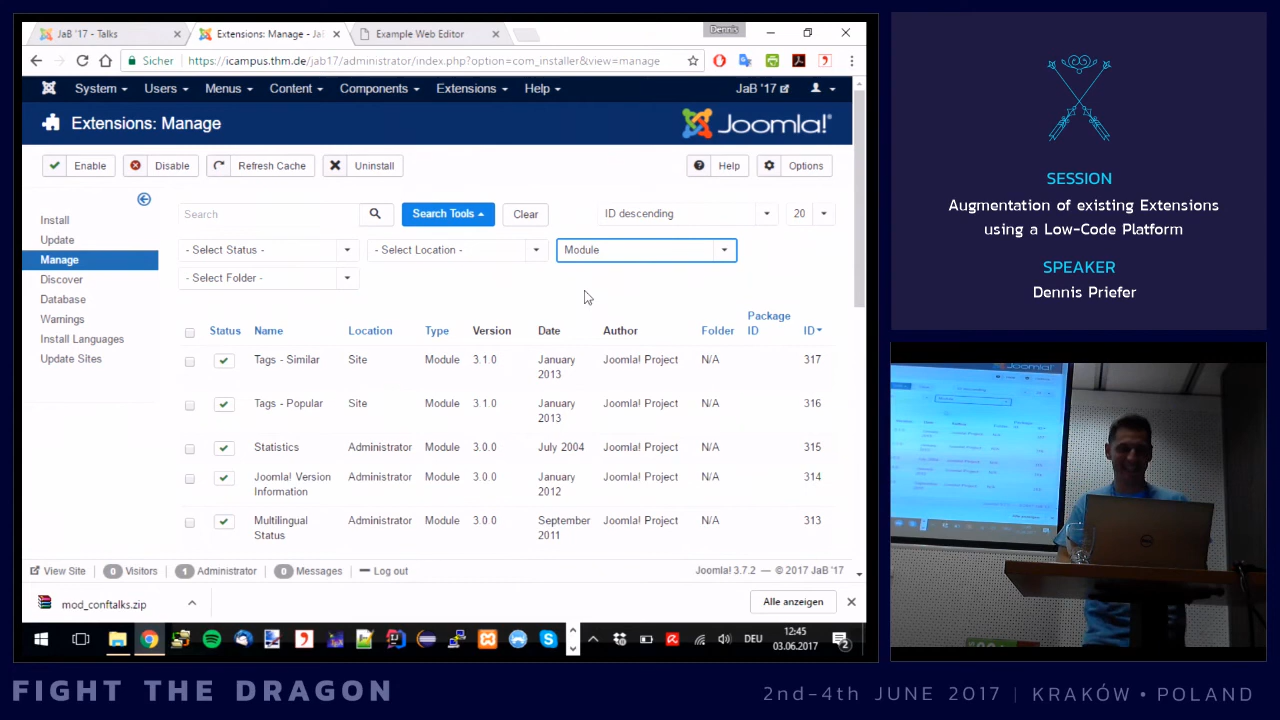 JaB '17 - Talks
Extensions: Manage - Jal
Example Web Editor
Dennis
Sicher
https://icampus.thm.de/jab17/administrator/index.php?option=com_installer&view=manage
System
Users
Menus
Content
Components
Extensions
Help
JaB '17
Extensions: Manage
Joomla!
Enable
Disable
Refresh Cache
Uninstall
Help
Options
Install
Update
Manage
Discover
Database
Warnings
Install Languages
Update Sites
Search
Search Tools
Clear
ID descending
20
- Select Status -
- Select Location -
Module
- Select Folder -
Status Name Location Type Version Date Author Folder Package ID ID
Tags - Similar Site Module 3.1.0 January 2013 Joomla! Project N/A 317
Tags - Popular Site Module 3.1.0 January 2013 Joomla! Project N/A 316
Statistics Administrator Module 3.0.0 July 2004 Joomla! Project N/A 315
Joomla! Version Information Administrator Module 3.0.0 January 2012 Joomla! Project N/A 314
Multilingual Status Administrator Module 3.0.0 September 2011 Joomla! Project N/A 313
View Site 0 Visitors 1 Administrator 0 Messages Log out
Joomla! 3.7.2 — © 2017 JaB '17
mod_conftalks.zip
Alle anzeigen
DEU
12:45
03.06.2017
2
SESSION
Augmentation of existing Extensions
using a Low-Code Platform
SPEAKER
Dennis Priefer
FIGHT THE DRAGON
2nd-4th JUNE 2017 | KRAKÓW • POLAND